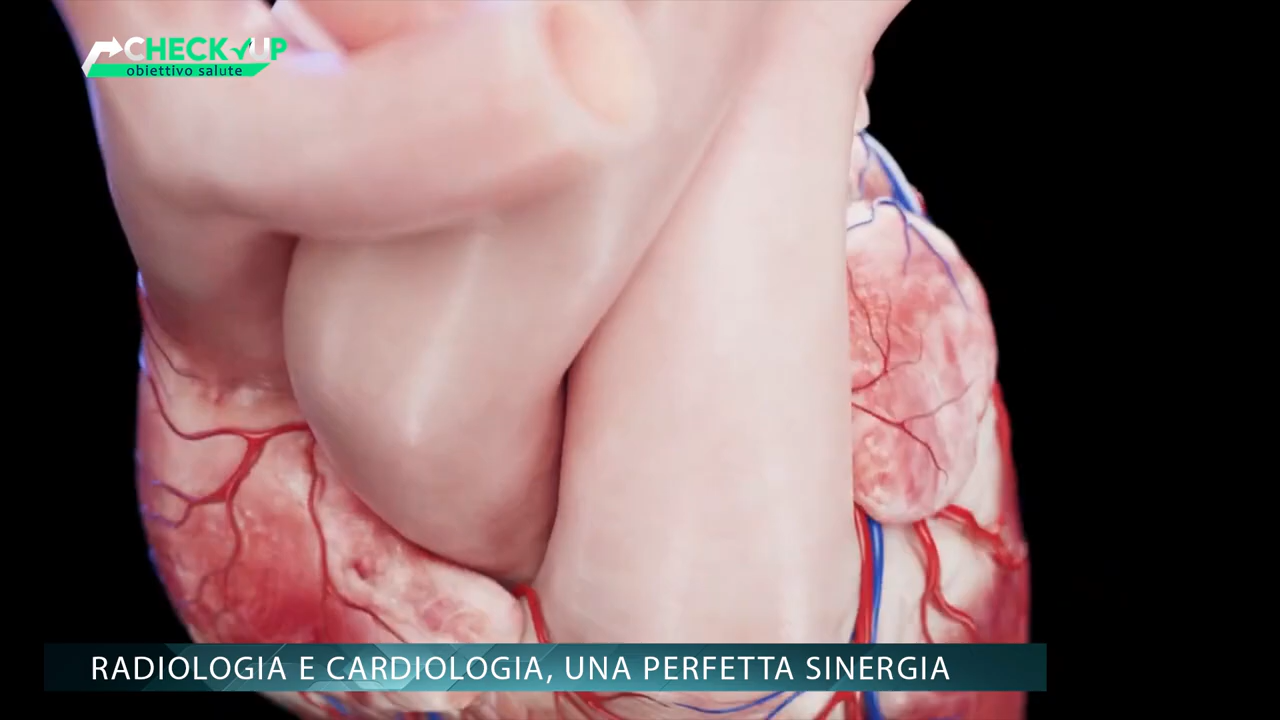 CHECK UP
obiettivo salute
RADIOLOGIA E CARDIOLOGIA, UNA PERFETTA SINERGIA